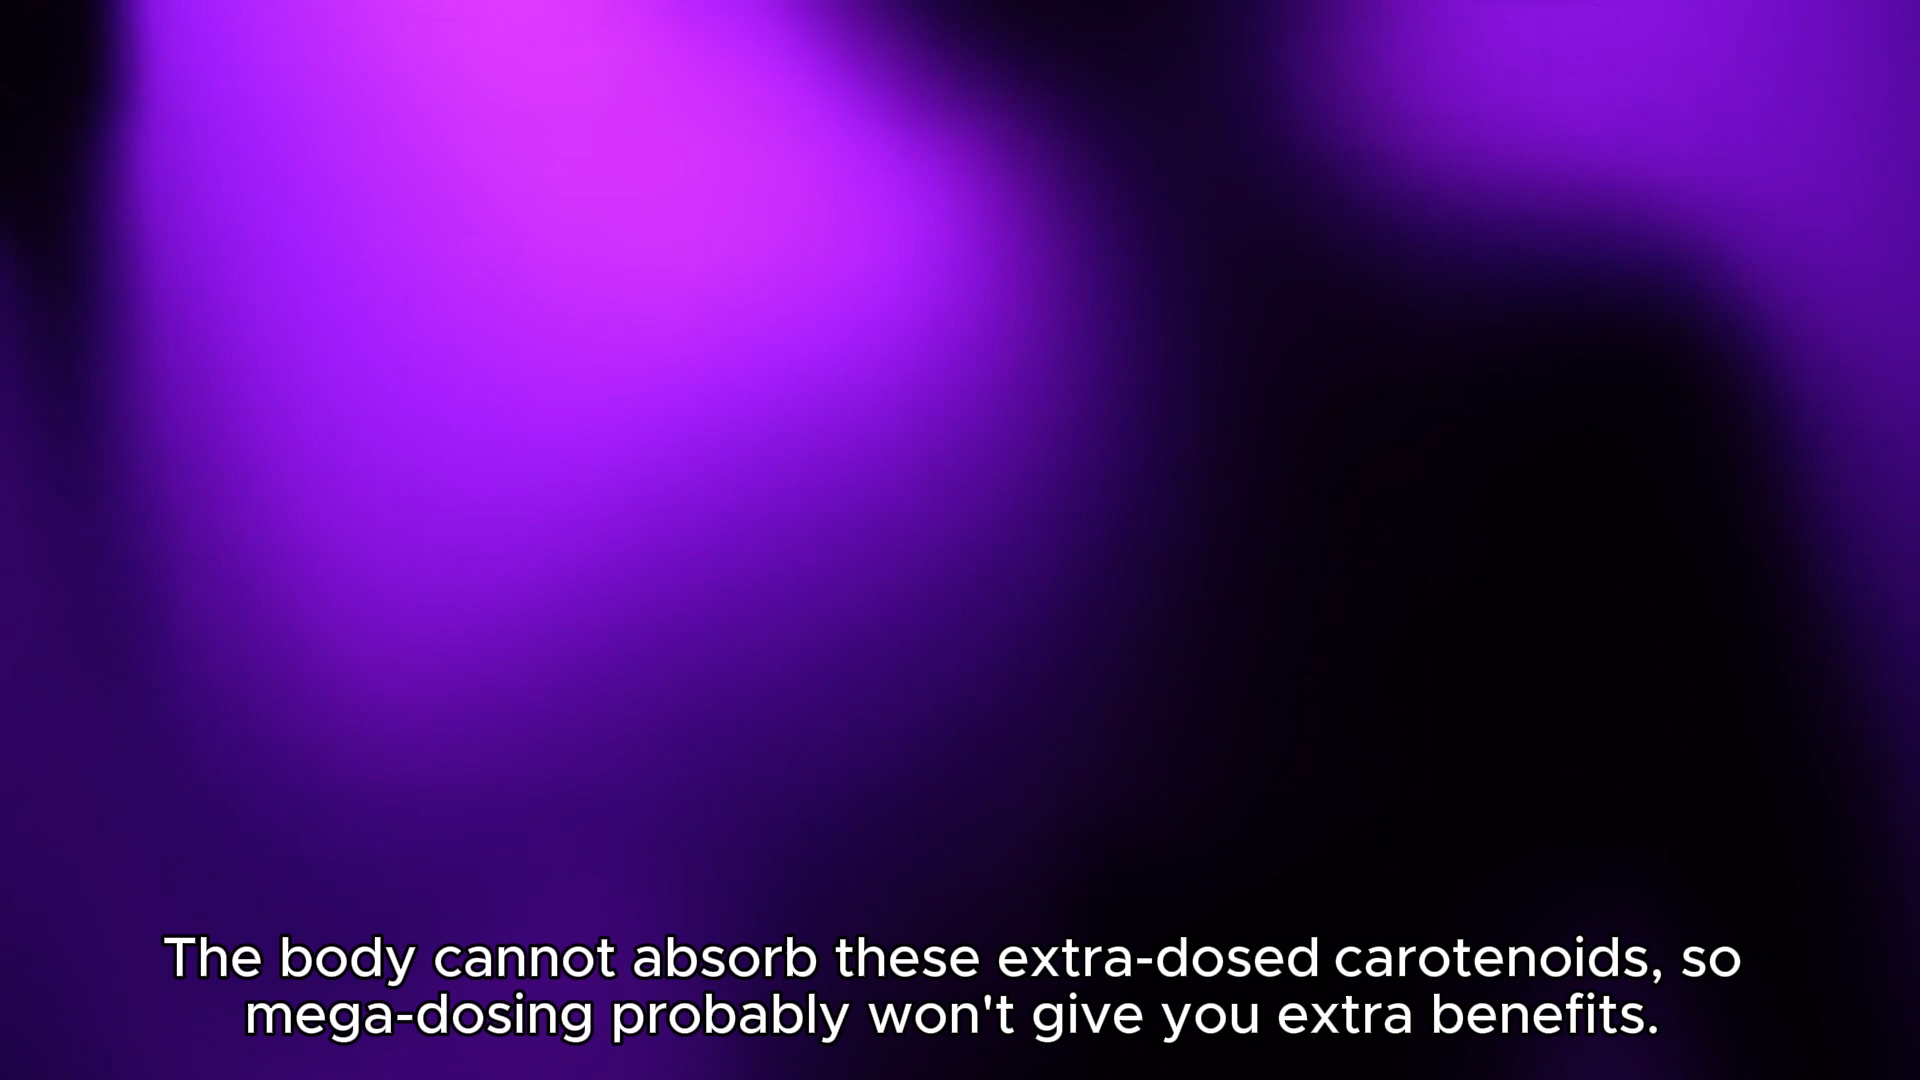 The body cannot absorb these extra-dosed carotenoids, so
mega-dosing probably won't give you extra benefits.